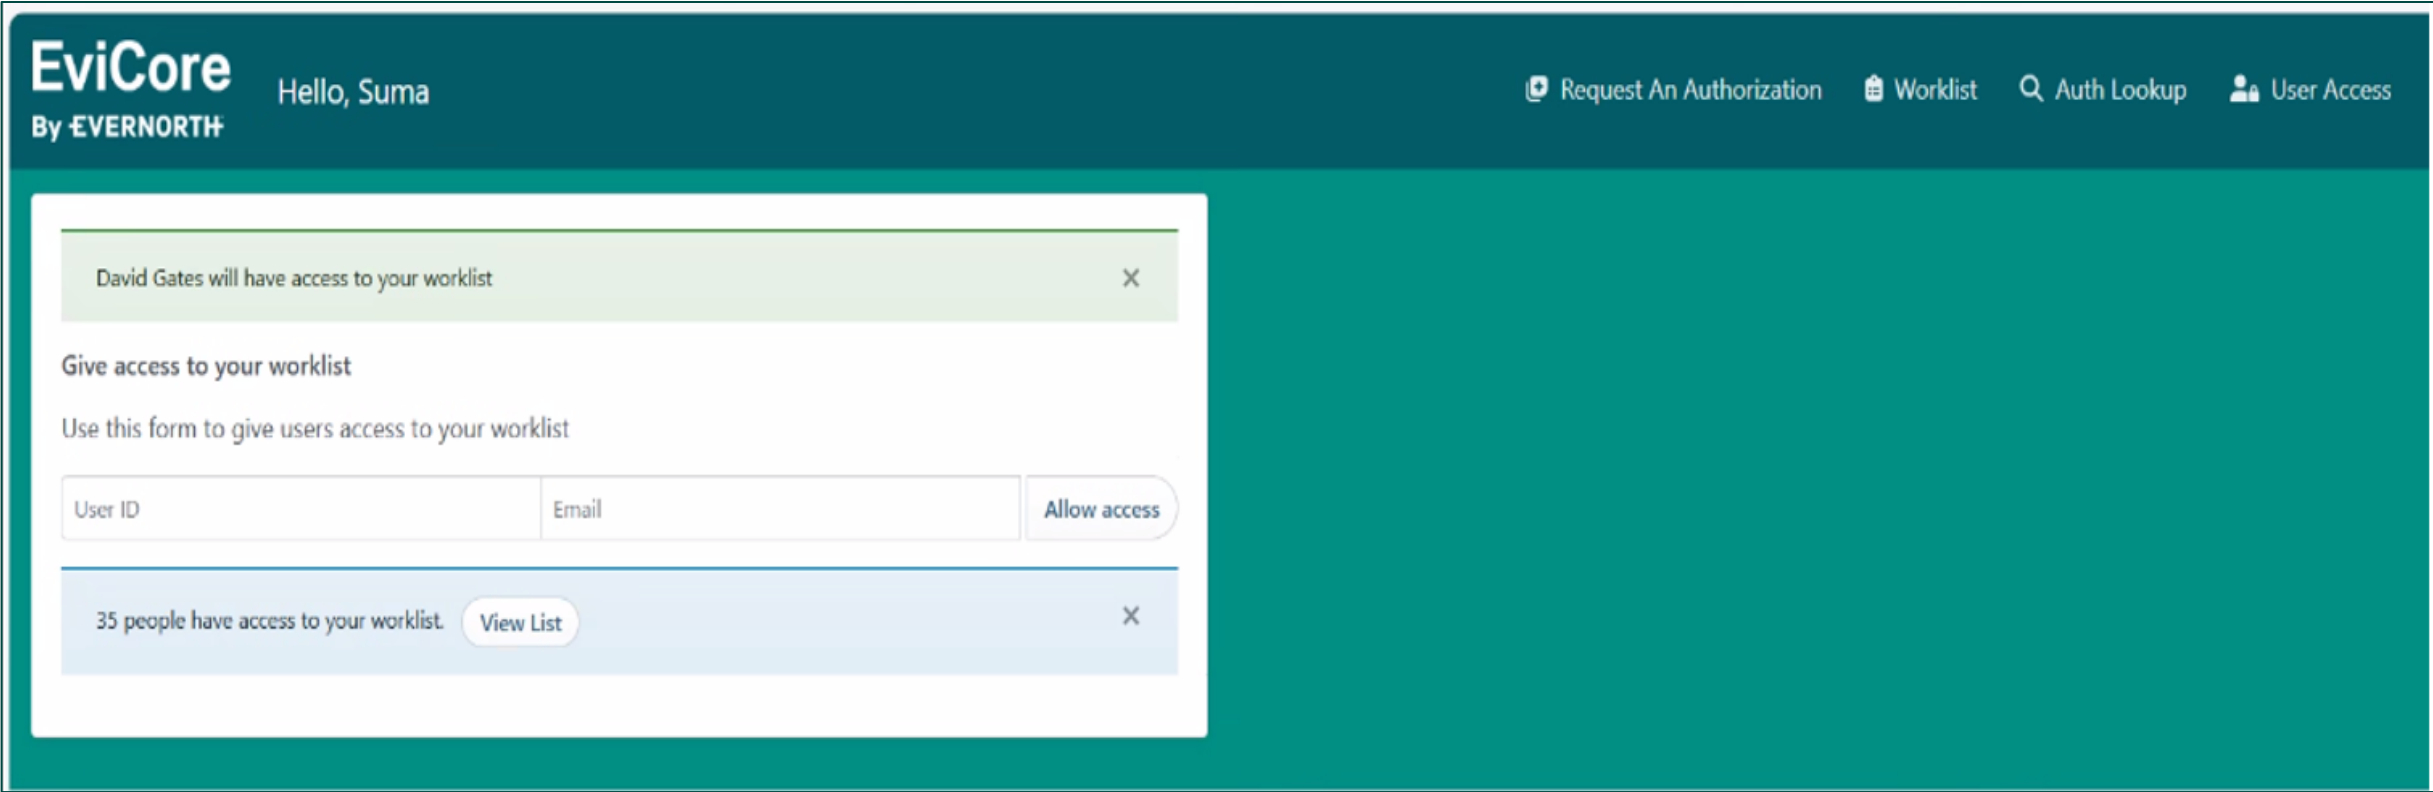 EviCore
By EVERNORTH
Hello, Suma
Request An Authorization
Worklist
Auth Lookup
User Access
David Gates will have access to your worklist
Give access to your worklist
Use this form to give users access to your worklist
User ID
Email
Allow access
35 people have access to your worklist.
View List